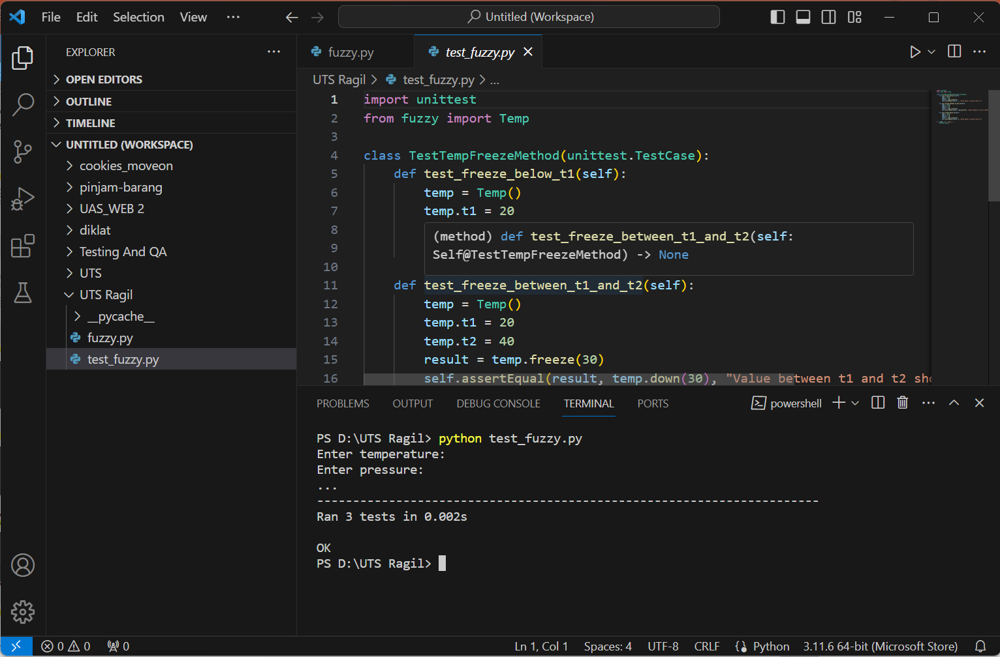 File Edit Selection View ... Untitled (Workspace)
EXPLORER ...
OPEN EDITORS
OUTLINE
TIMELINE
UNTITLED (WORKSPACE)
cookies_moveon
pinjam-barang
UAS_WEB 2
diklat
Testing And QA
UTS
UTS Ragil
__pycache__
fuzzy.py
test_fuzzy.py
fuzzy.py test_fuzzy.py
UTS Ragil > test_fuzzy.py > ...
1 import unittest
2 from fuzzy import Temp
3
4 class TestTempFreezeMethod(unittest.TestCase):
5 def test_freeze_below_t1(self):
6 temp = Temp()
7 temp.t1 = 20
8 (method) def test_freeze_between_t1_and_t2(self:
9 Self@TestTempFreezeMethod) -> None
10
11 def test_freeze_between_t1_and_t2(self):
12 temp = Temp()
13 temp.t1 = 20
14 temp.t2 = 40
15 result = temp.freeze(30)
16 self.assertEqual(result, temp.down(30), "Value between t1 and t2 sho
PROBLEMS OUTPUT DEBUG CONSOLE TERMINAL PORTS powershell
PS D:\UTS Ragil> python test_fuzzy.py
Enter temperature:
Enter pressure:
...
----------------------------------------------------------------------
Ran 3 tests in 0.002s
OK
PS D:\UTS Ragil>
0 0 0 Ln 1, Col 1 Spaces: 4 UTF-8 CRLF Python 3.11.6 64-bit (Microsoft Store)